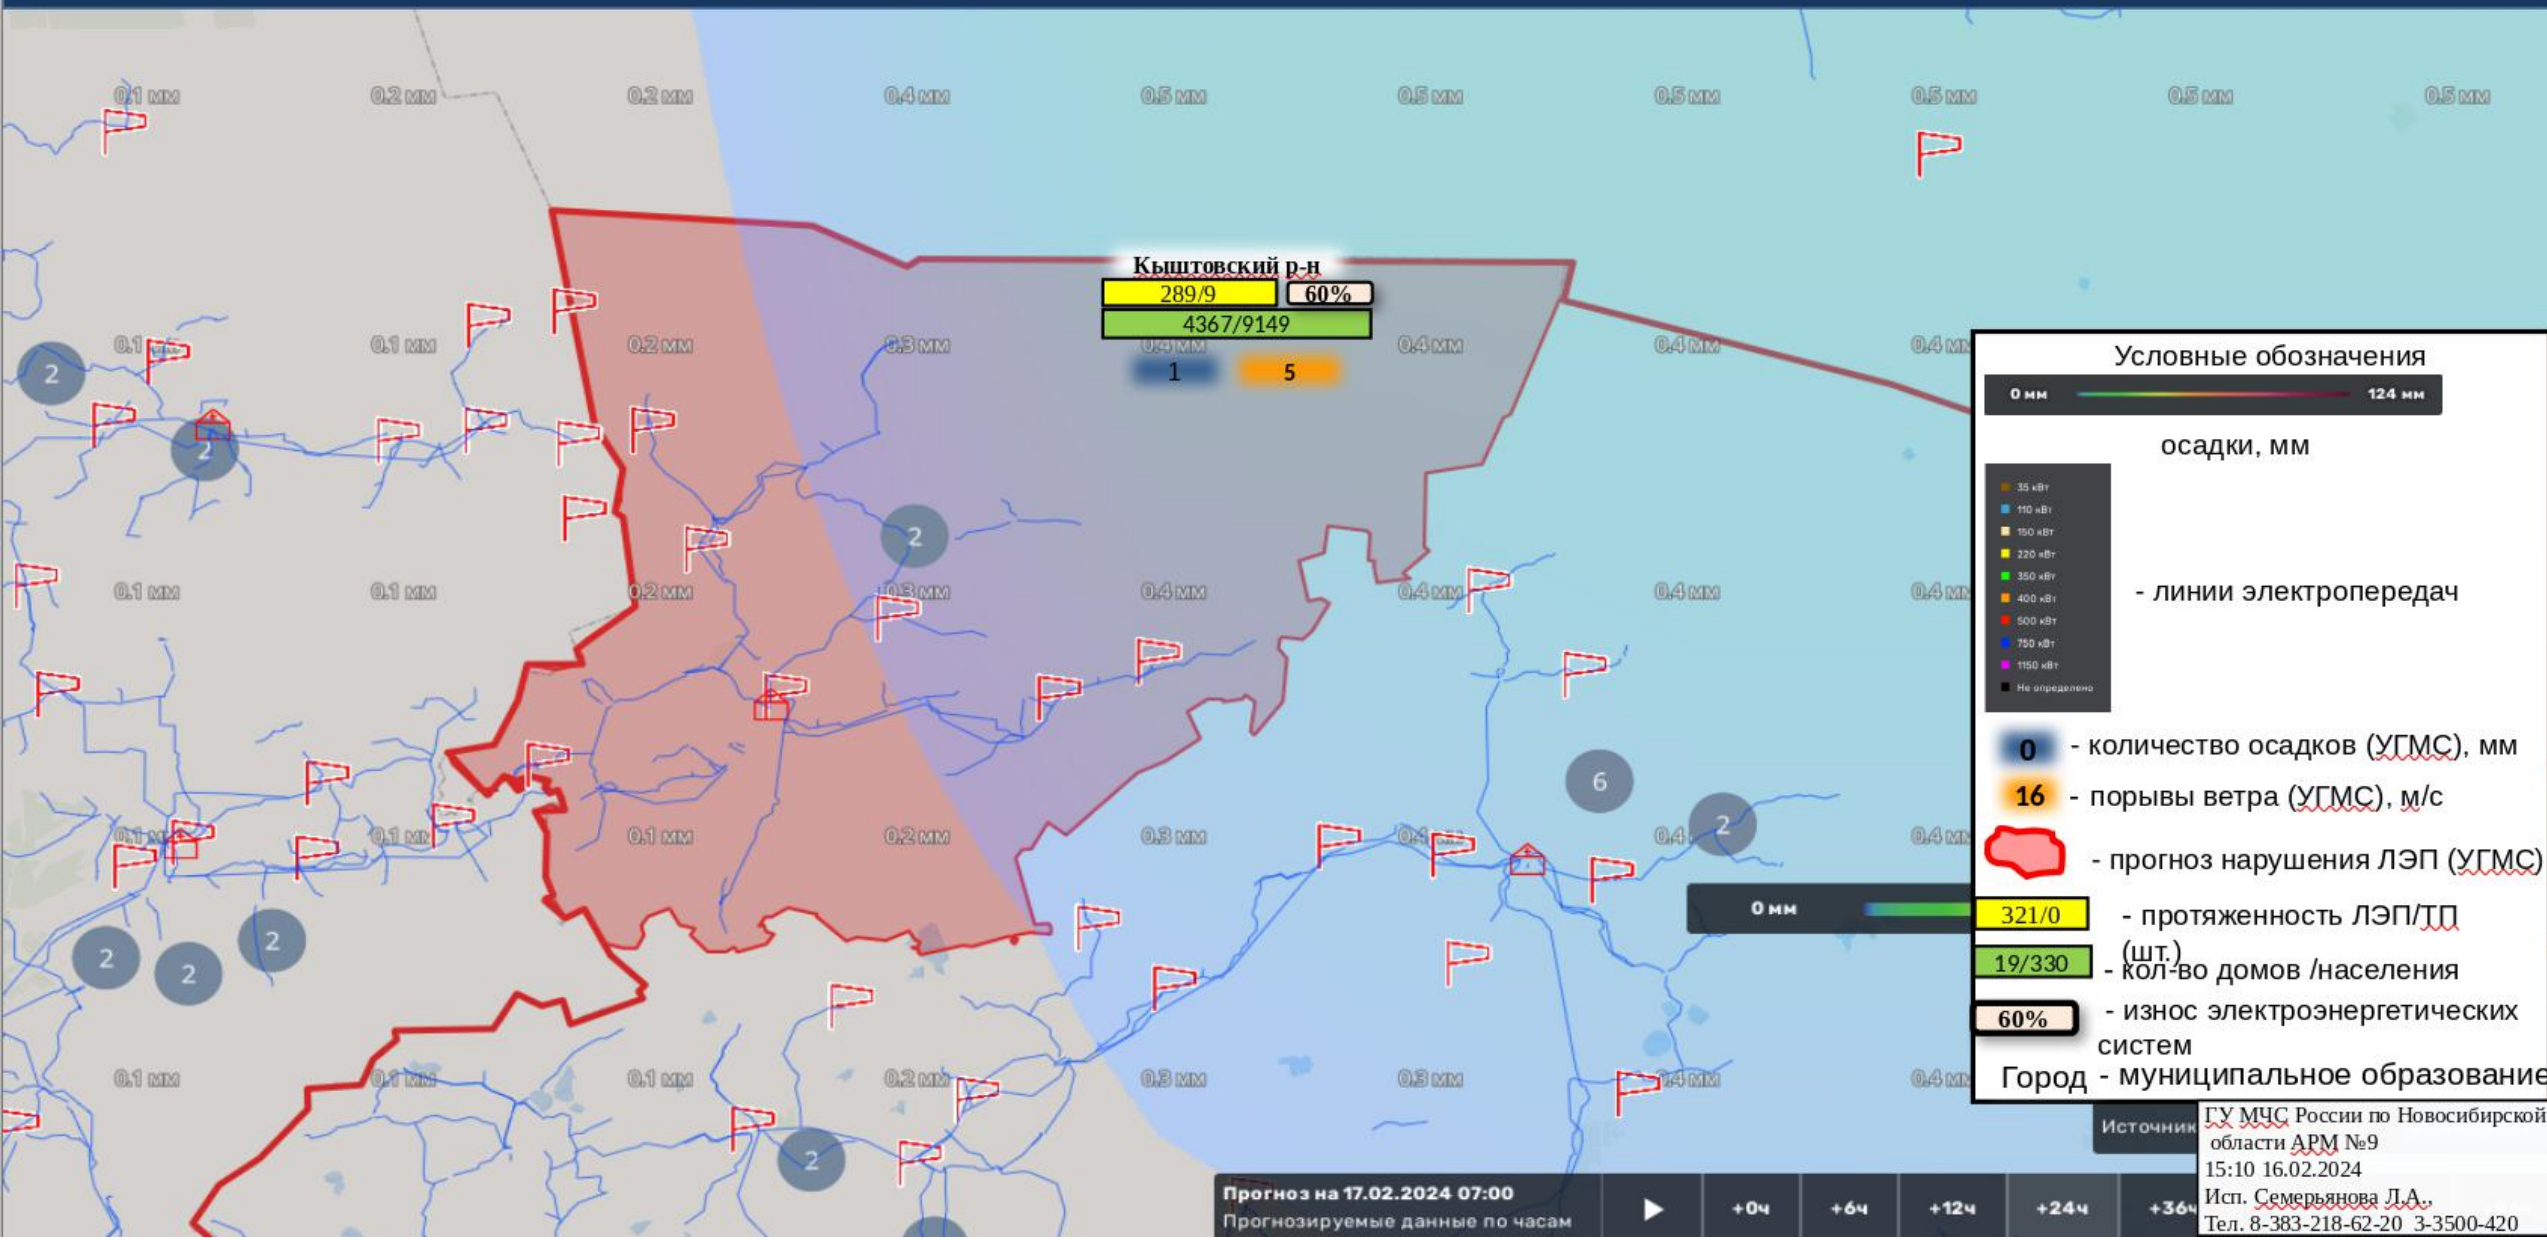 0.1 мм 0.2 мм 0.2 мм 0.4 мм 0.5 мм 0.5 мм 0.5 мм 0.5 мм 0.5 мм 0.5 мм
Кыштовский р-н
289/9 60%
4367/9149
0.1 0.1 мм 0.2 мм 0.3 мм 0.4 мм 0.4 мм 0.4 мм 0.4 мм
2
1 5
2
2
0.1 мм 0.1 мм 0.2 мм 0.3 мм 0.4 мм 0.4 мм 0.4 мм 0.4 мм
6
2
0.1 мм 0.1 мм 0.1 мм 0.2 мм 0.3 мм 0.4 мм 0.4 0.4 мм
0 мм
2
2
2
0.1 мм 0.1 мм 0.1 мм 0.2 мм 0.3 мм 0.3 мм 0.4 мм 0.4 мм
2
Условные обозначения
0 мм 124 мм
осадки, мм
35 кВт
110 кВт
150 кВт
220 кВт
350 кВт
400 кВт
500 кВт
750 кВт
1150 кВт
Не определено
- линии электропередач
0 - количество осадков (УГМС), мм
16 - порывы ветра (УГМС), м/с
- прогноз нарушения ЛЭП (УГМС)
321/0 - протяженность ЛЭП/ТП
(шт.)
19/330 - кол-во домов /населения
60% - износ электроэнергетических
систем
Город - муниципальное образование
Источник
ГУ МЧС России по Новосибирской
области АРМ №9
15:10 16.02.2024
Исп. Семерьянова Л.А.,
Тел. 8-383-218-62-20 3-3500-420
Прогноз на 17.02.2024 07:00
Прогнозируемые данные по часам
+0ч +6ч +12ч +24ч +36ч